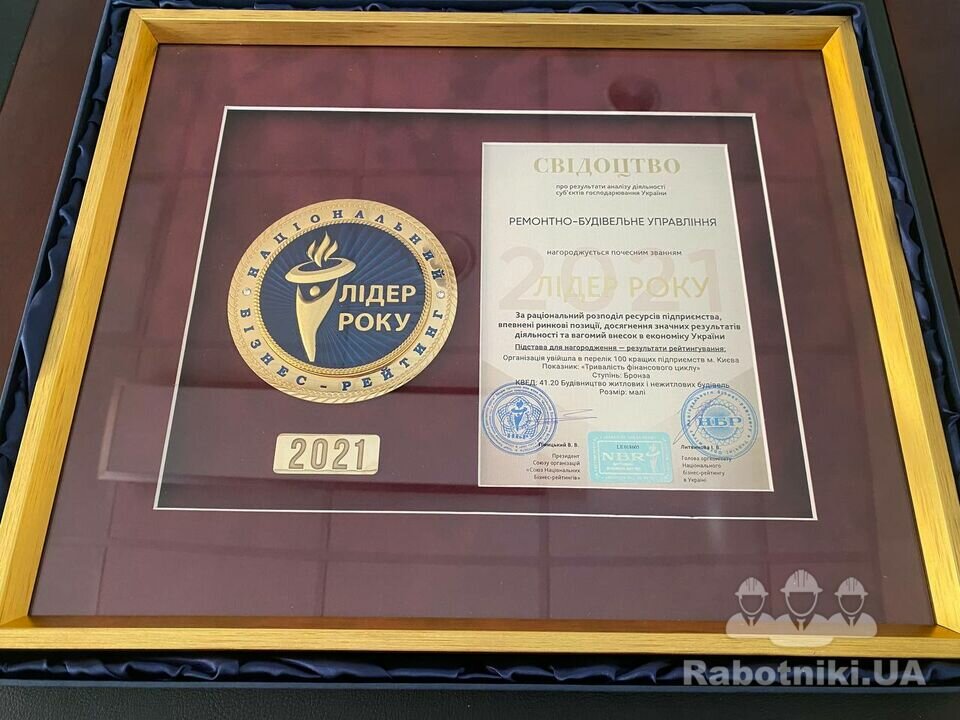 НАЦІОНАЛЬНИЙ
БІЗНЕС-РЕЙТИНГ
ЛІДЕР
РОКУ
2021
СВІДОЦТВО
про результати аналізу діяльності
суб'єктів господарювання України
РЕМОНТНО-БУДІВЕЛЬНЕ УПРАВЛІННЯ
2021
нагороджується почесним званням
ЛІДЕР РОКУ
За раціональний розподіл ресурсів підприємства,
впевнені ринкові позиції, досягнення значних результатів
діяльності та вагомий внесок в економіку України
Підстава для нагородження — результати рейтингування:
Організація увійшла в перелік 100 кращих підприємств м. Києва
Показник: «Тривалість фінансового циклу»
Ступінь: Бронза
КВЕД: 41.20 Будівництво житлових і нежитлових будівель
Розмір: малі
НБР
НБР
NBR
В. В.
Президент
Союзу організацій
«Союз Національних
Бізнес-рейтингів»
Литвинова І. В.
Голова оргкомітету
Національного
бізнес-рейтингу
в Україні
Rabotniki.UA